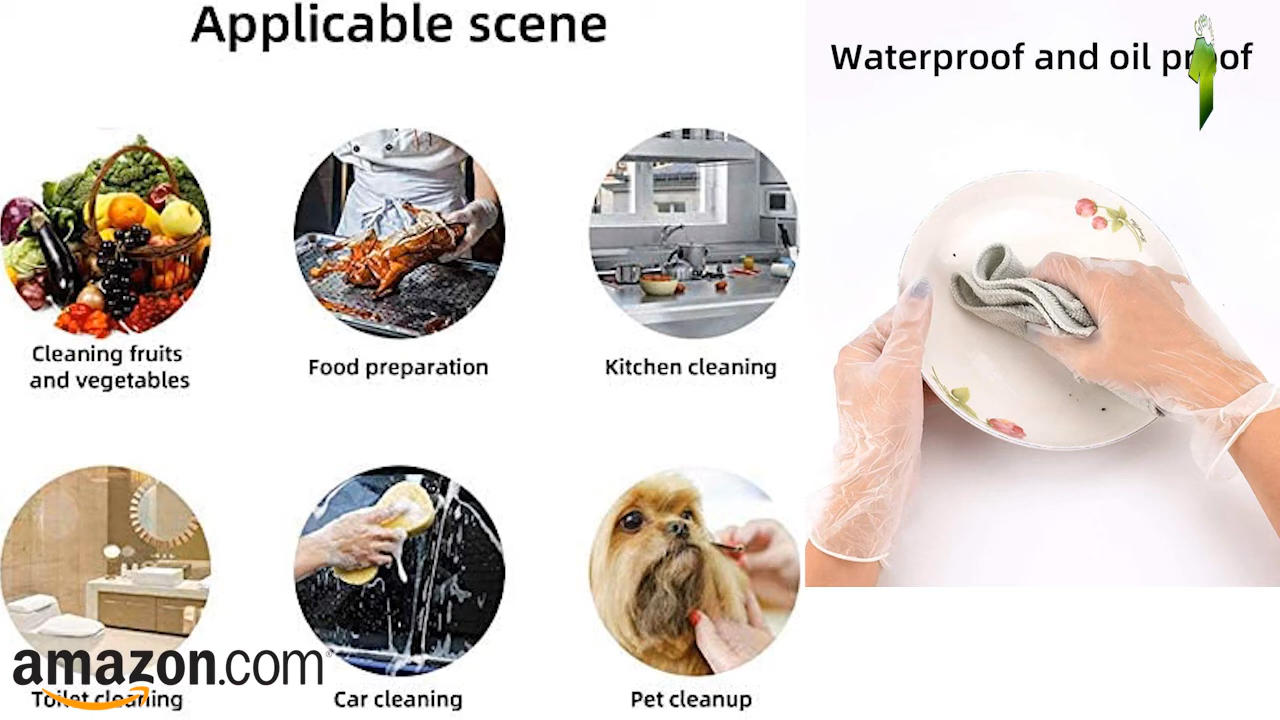 Applicable scene
Waterproof and oil proof
Cleaning fruits
and vegetables
Food preparation
Kitchen cleaning
amazon.com
Toilet cleaning
Car cleaning
Pet cleanup